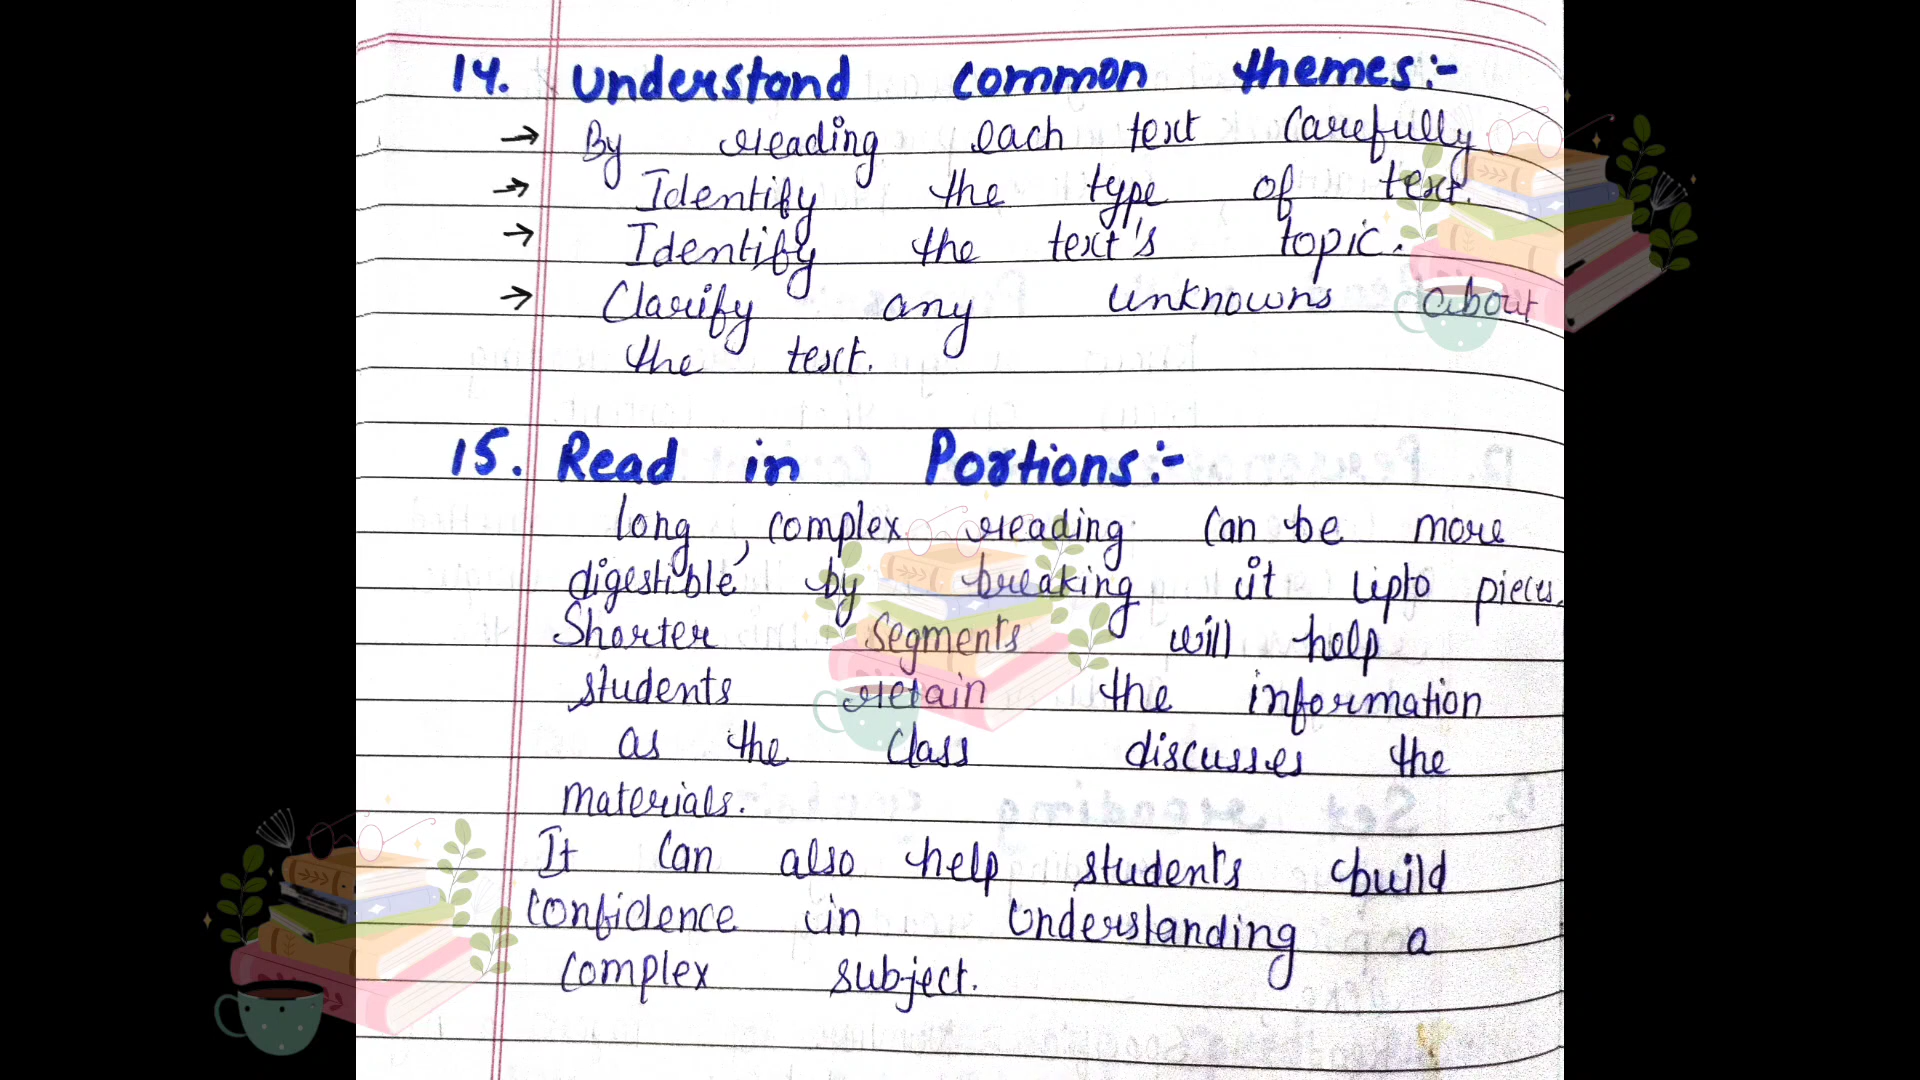 14. Understand common themes:-
→ By reading each text carefully
→ Identify the type of text.
→ Identify the text's topic.
→ Clarify any unknowns about
the text.
15. Read in Portions:-
long, complex reading can be more
digestible by breaking it upto pieces.
Shorter segments will help
students retain the information
as the class discusses the
materials.
It can also help students build
confidence in understanding a
complex subject.